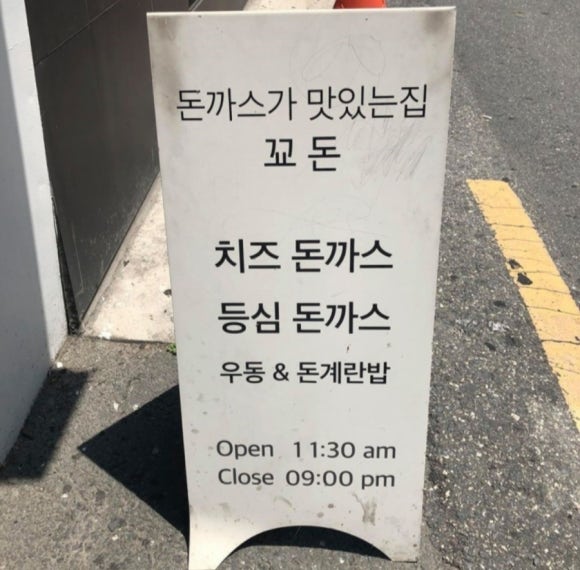 돈까스가 맛있는집
꾜 돈
치즈 돈까스
등심 돈까스
우동 & 돈계란밥
Open 11:30 am
Close 09:00 pm